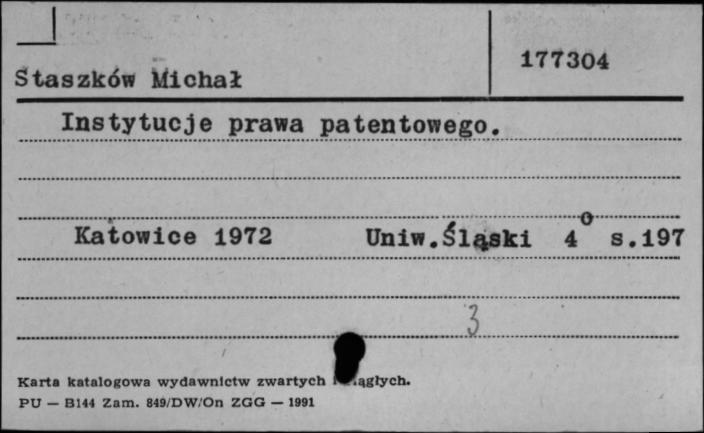 177304
Staszków Michał
Instytucje prawa patentowego.
Katowice 1972 Uniw.Śląski 4° s.197
3
Karta katalogowa wydawnictw zwartych ągłych.
PU — B144 Zam. 849/DW/On ZGG — 1991